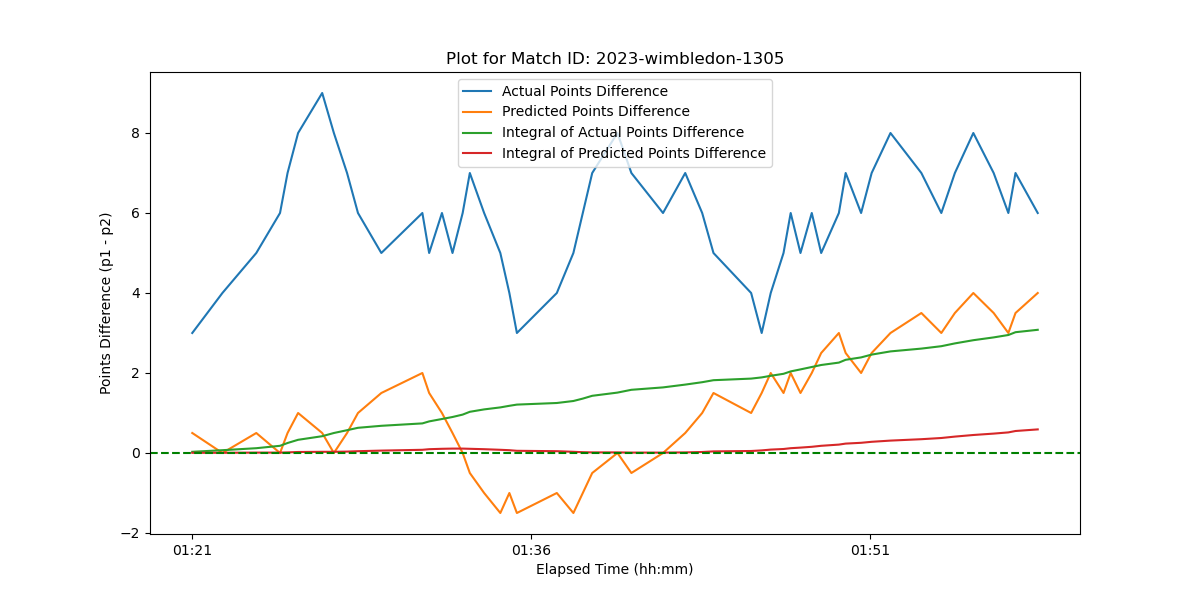 Plot for Match ID: 2023-wimbledon-1305
Actual Points Difference
Predicted Points Difference
Integral of Actual Points Difference
Integral of Predicted Points Difference
Points Difference (p1 - p2)
8
6
4
2
0
−2
01:21
01:36
01:51
Elapsed Time (hh:mm)